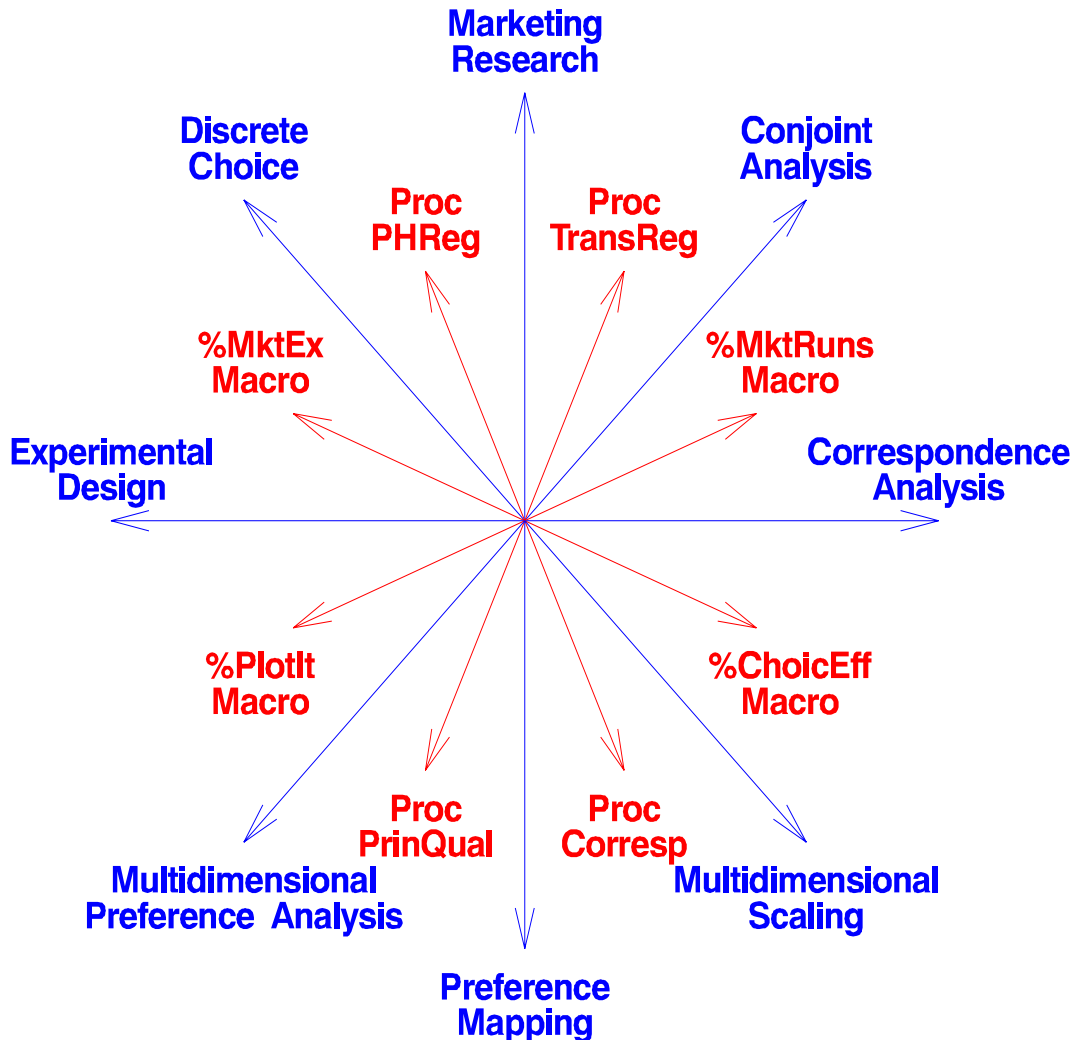 Marketing
Research
Discrete
Choice
Conjoint
Analysis
Proc
PHReg
Proc
TransReg
%MktEx
Macro
%MktRuns
Macro
Experimental
Design
Correspondence
Analysis
%PlotIt
Macro
%ChoicEff
Macro
Proc
PrinQual
Proc
Corresp
Multidimensional
Preference Analysis
Multidimensional
Scaling
Preference
Mapping